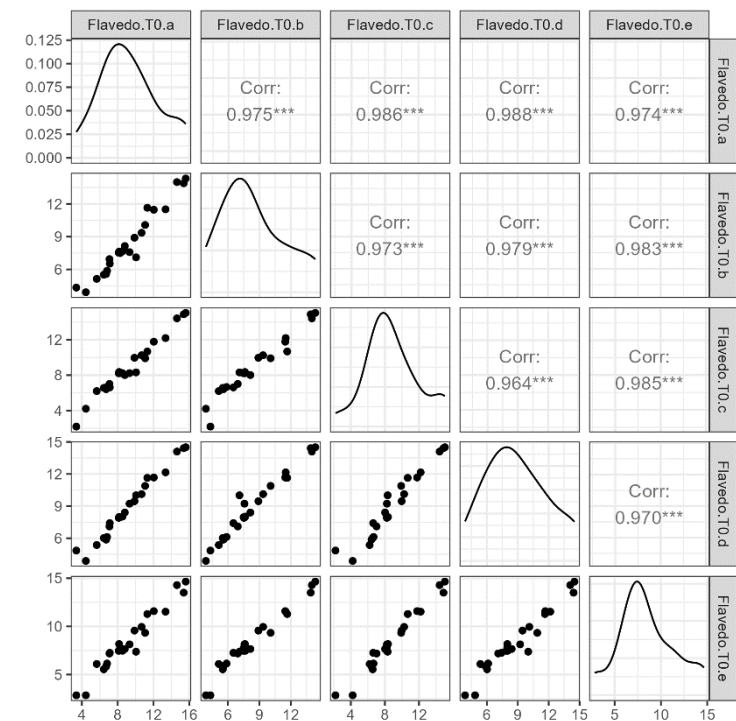 Flavedo.T0.a Flavedo.T0.b Flavedo.T0.c Flavedo.T0.d Flavedo.T0.e
0.125
0.100
0.075
0.050
0.025
0.000
Corr:
0.975***
Corr:
0.986***
Corr:
0.988***
Corr:
0.974***
Flavedo.T0.a
12
9
6
Corr:
0.973***
Corr:
0.979***
Corr:
0.983***
Flavedo.T0.b
12
8
4
Corr:
0.964***
Corr:
0.985***
Flavedo.T0.c
15
12
9
6
Corr:
0.970***
Flavedo.T0.d
15
10
5
Flavedo.T0.e
4 8 12 16 6 9 12 4 8 12 6 9 12 15 5 10 15